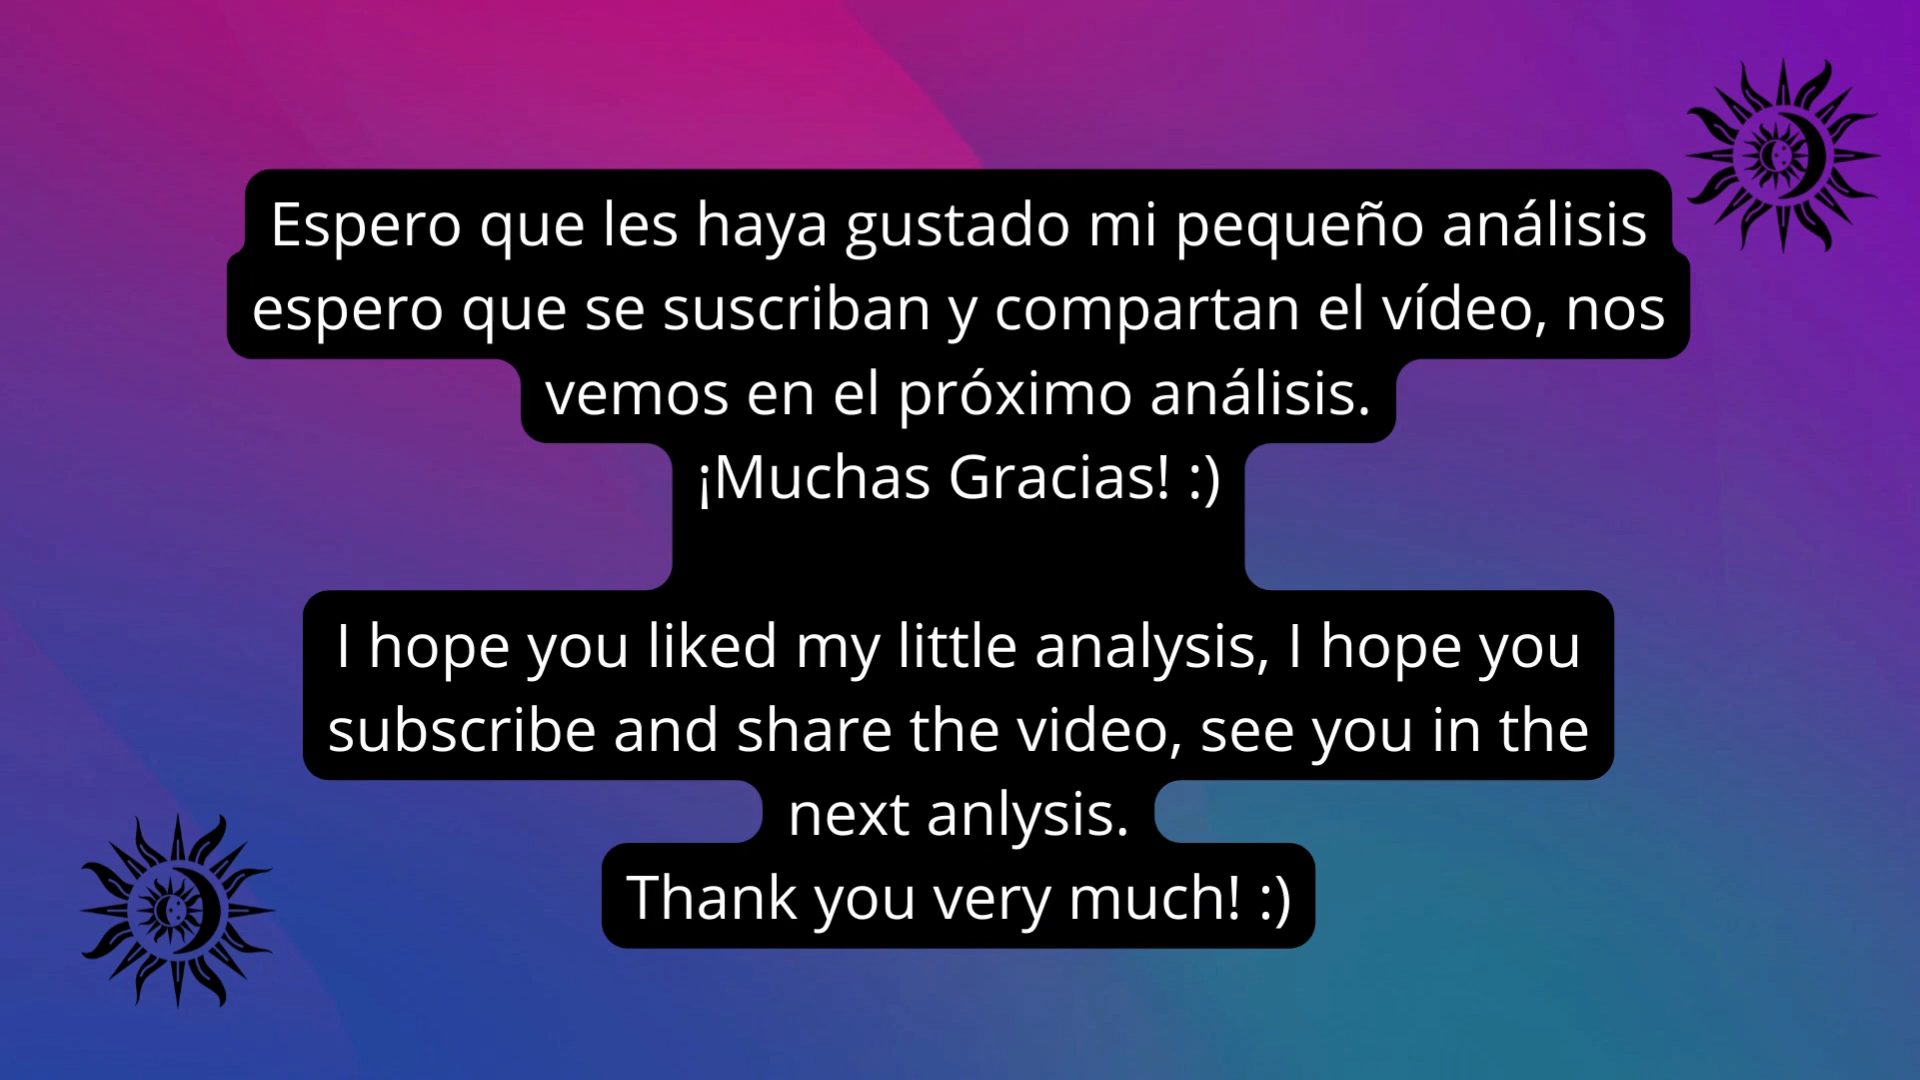 Espero que les haya gustado mi pequeño análisis
espero que se suscriban y compartan el vídeo, nos
vemos en el próximo análisis.
¡Muchas Gracias! :)
I hope you liked my little analysis, I hope you
subscribe and share the video, see you in the
next anlysis.
Thank you very much! :)